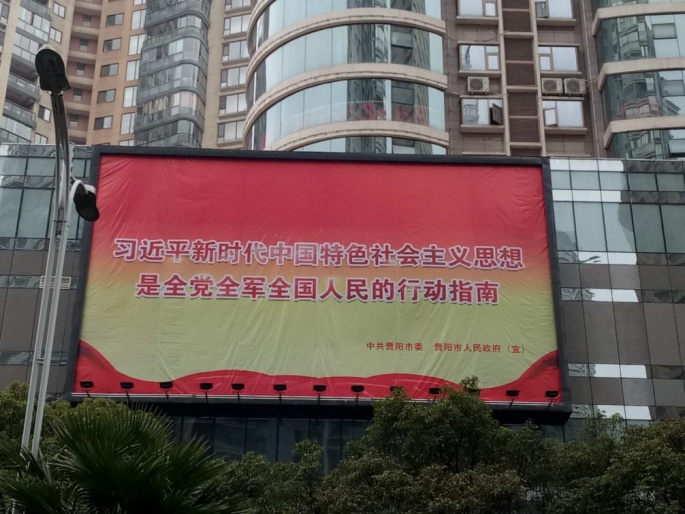 习近平新时代中国特色社会主义思想
是全党全军全国人民的行动指南
中共贵阳市委 贵阳市人民政府（宣）